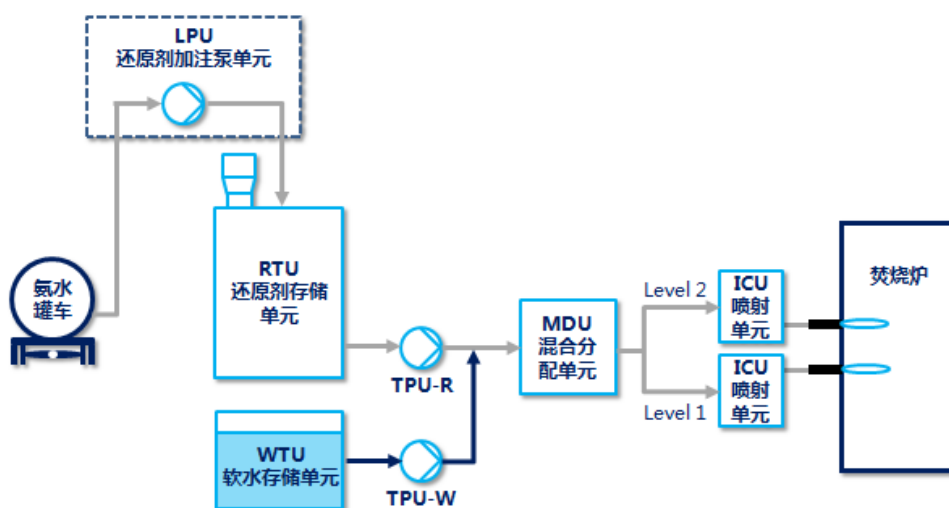 LPU
还原剂加注泵单元
氨水
罐车
RTU
还原剂存储
单元
TPU-R
WTU
软水存储单元
TPU-W
MDU
混合分
配单元
Level 2
Level 1
ICU
喷射
单元
ICU
喷射
单元
焚烧炉